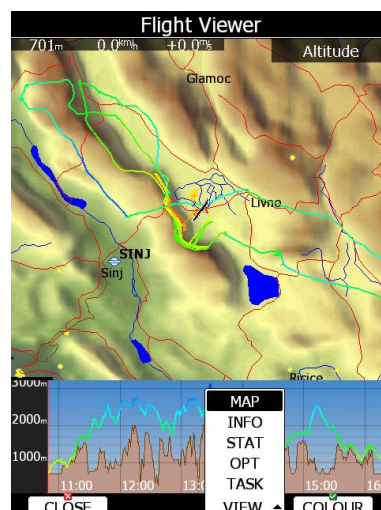 Flight Viewer
701m 0.0km/h +0.0m/s Altitude
Glamoc
Livno
SINJ
Sinj
3000m
2000m
1000m
11:00 12:00 13:0 15:00 16
MAP
INFO
STAT
OPT
TASK
CLOSE VIEW COLOUR